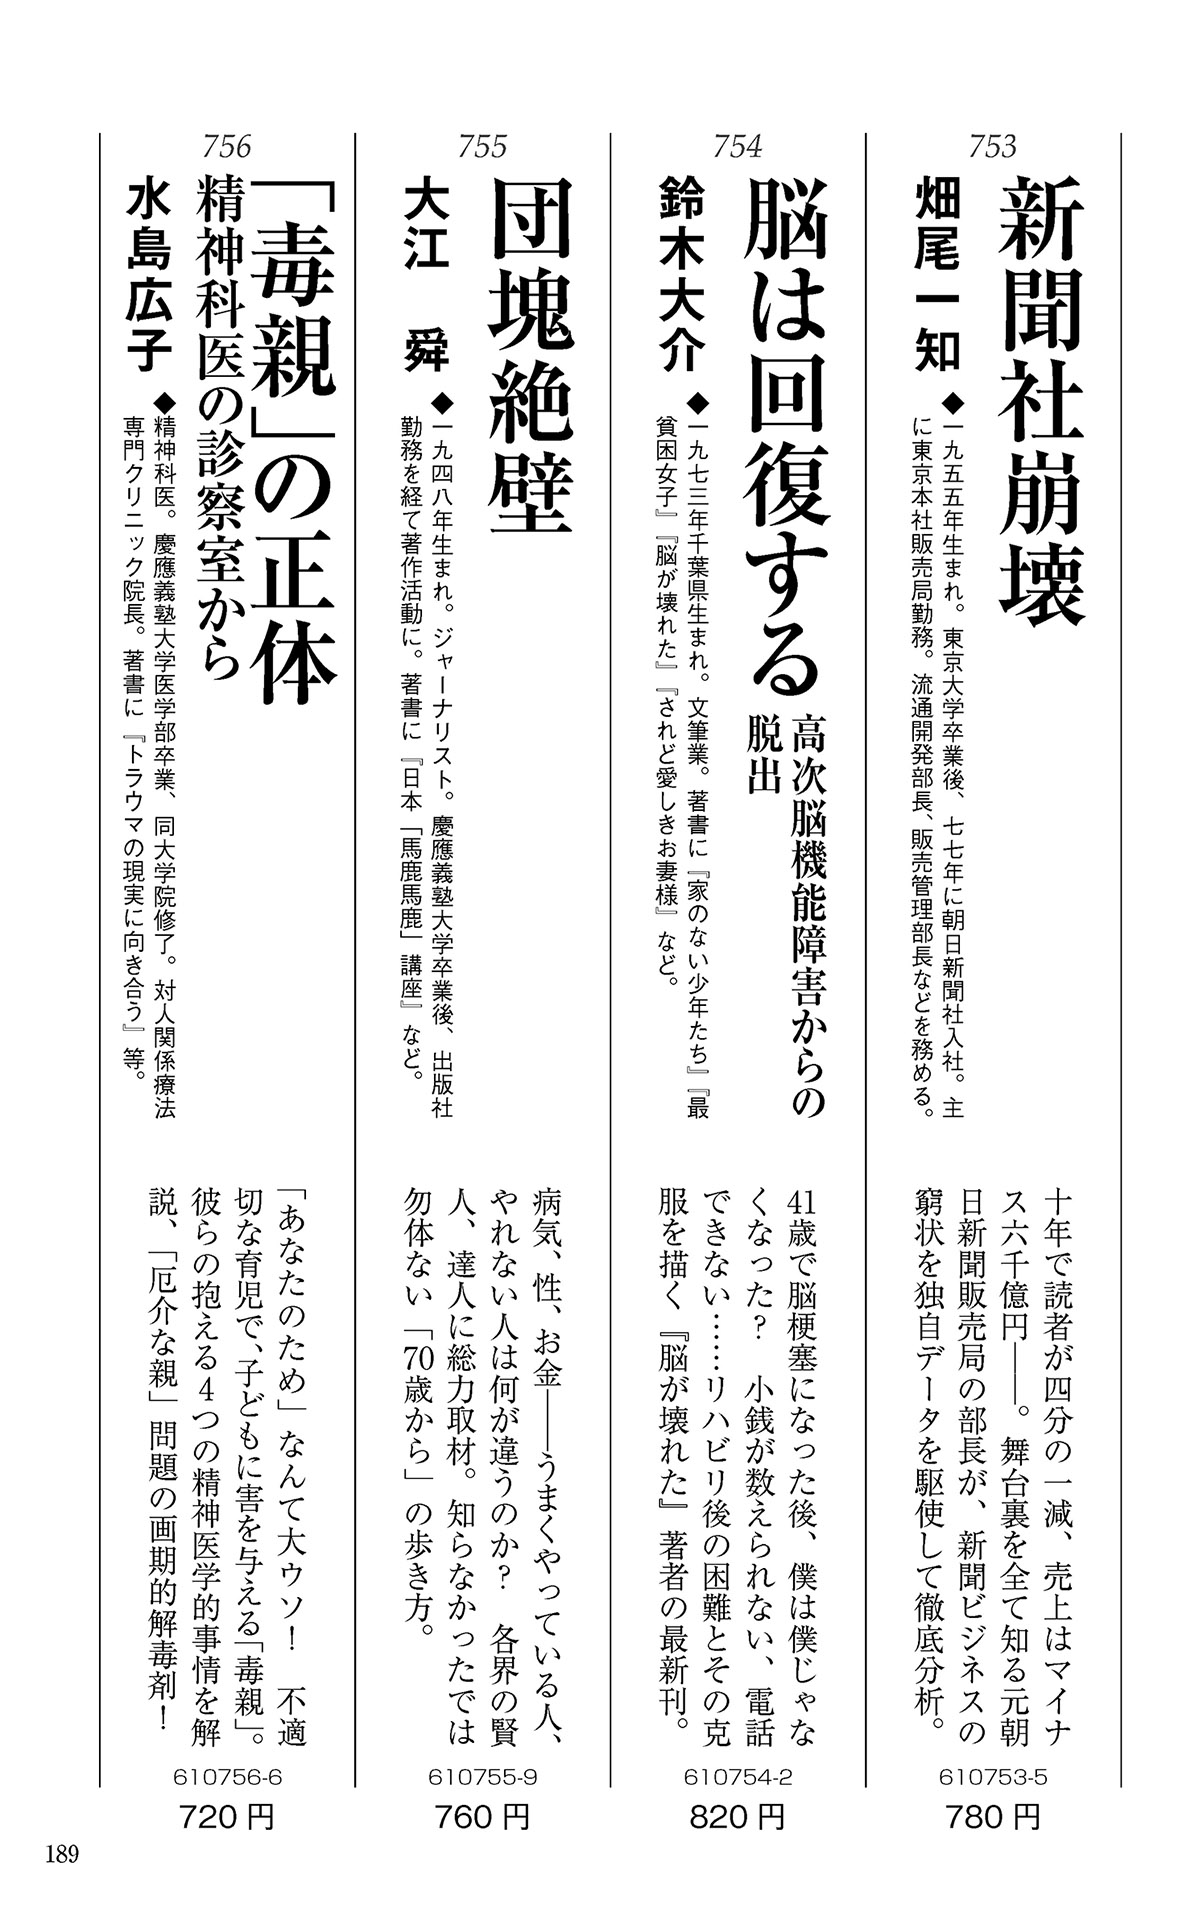 753
新聞社崩壊
畑尾一知
◆一九五五年生まれ。東京大学卒業後、七七年に朝日新聞社入社。主
に東京本社販売局勤務。流通開発部長、販売管理部長などを務める。
十年で読者が四分の一減、売上はマイナ
ス六千億円――。舞台裏を全て知る元朝
日新聞販売局の部長が、新聞ビジネスの
窮状を独自データを駆使して徹底分析。
610753-5
780円
754
脳は回復する
高次脳機能障害からの
脱出
鈴木大介
◆一九七三年千葉県生まれ。文筆業。著書に『家のない少年たち』『最
貧困女子』『脳が壊れた』『されど愛しきお妻様』など。
41歳で脳梗塞になった後、僕は僕じゃな
くなった?　小銭が数えられない、電話
できない……リハビリ後の困難とその克
服を描く『脳が壊れた』著者の最新刊。
610754-2
820円
755
団塊絶壁
大江　舜
◆一九四八年生まれ。ジャーナリスト。慶應義塾大学卒業後、出版社
勤務を経て著作活動に。著書に『日本「馬鹿馬鹿」講座』など。
病気、性、お金――うまくやっている人、
やれない人は何が違うのか?　各界の賢
人、達人に総力取材。知らなかったでは
勿体ない「70歳から」の歩き方。
610755-9
760円
756
「毒親」の正体
精神科医の診察室から
水島広子
◆精神科医。慶應義塾大学医学部卒業、同大学院修了。対人関係療法
専門クリニック院長。著書に『トラウマの現実に向き合う』等。
「あなたのため」なんて大ウソ!　不適
切な育児で、子どもに害を与える「毒親」。
彼らの抱える4つの精神医学的事情を解
説、「厄介な親」問題の画期的解毒剤!
610756-6
720円
189